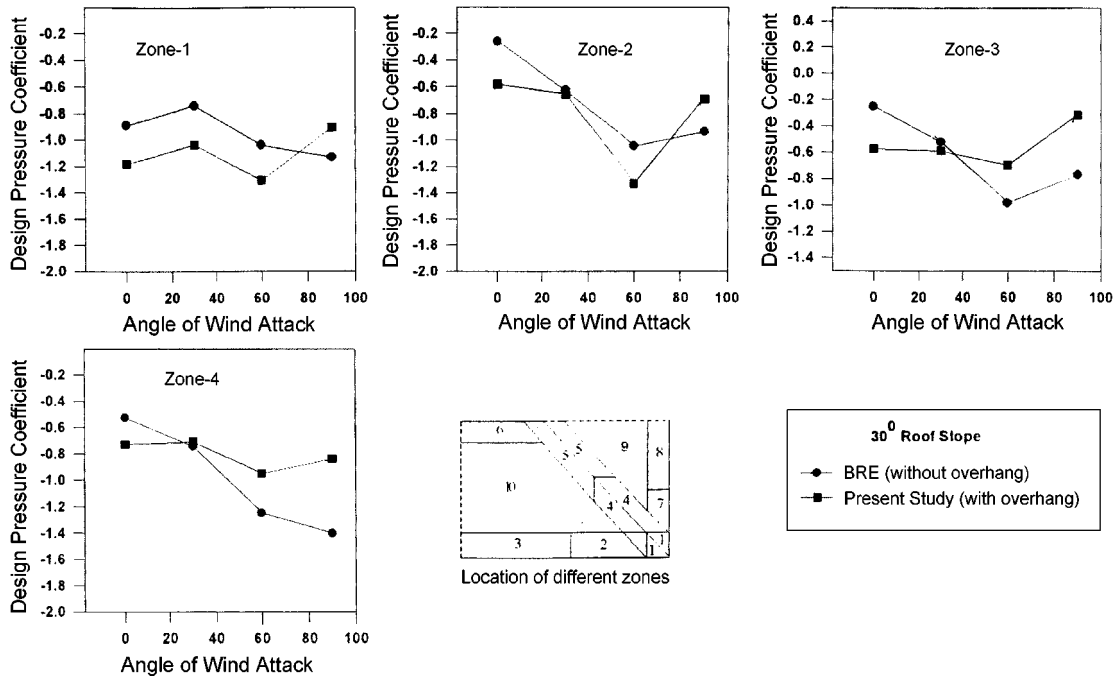 Design Pressure Coefficient
-0.2
-0.4
-0.6
-0.8
-1.0
-1.2
-1.4
-1.6
-1.8
-2.0
Zone-1
0 20 40 60 80 100
Angle of Wind Attack
Design Pressure Coefficient
-0.2
-0.4
-0.6
-0.8
-1.0
-1.2
-1.4
-1.6
-1.8
-2.0
Zone-2
0 20 40 60 80 100
Angle of Wind Attack
Design Pressure Coefficient
0.4
0.2
0.0
-0.2
-0.4
-0.6
-0.8
-1.0
-1.2
-1.4
Zone-3
0 20 40 60 80 100
Angle of Wind Attack
Design Pressure Coefficient
-0.2
-0.4
-0.6
-0.8
-1.0
-1.2
-1.4
-1.6
-1.8
-2.0
Zone-4
0 20 40 60 80 100
Angle of Wind Attack
6 5 5 9 8
10 4 4 7
3 2 1 1
Location of different zones
30⁰ Roof Slope
BRE (without overhang)
Present Study (with overhang)